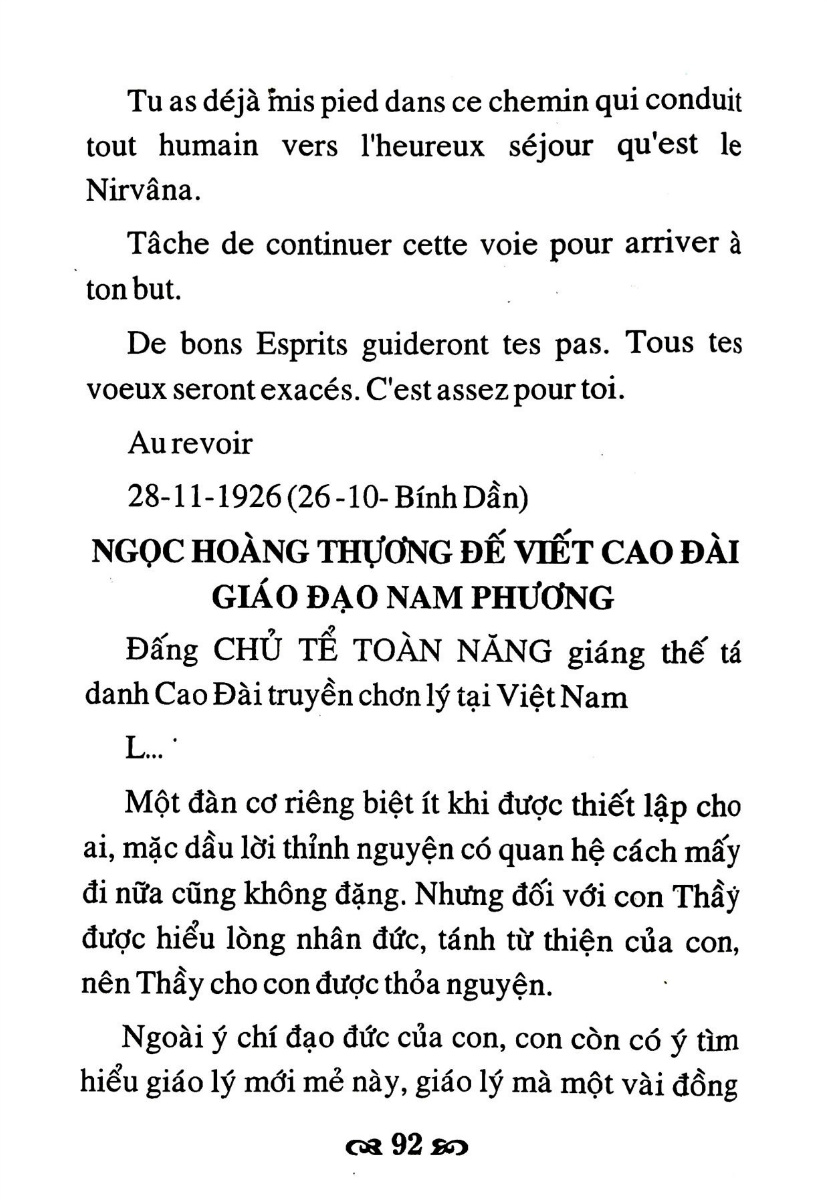 Tu as déjà mis pied dans ce chemin qui conduit
tout humain vers l'heureux séjour qu'est le
Nirvâna.
Tâche de continuer cette voie pour arriver à
ton but.
De bons Esprits guideront tes pas. Tous tes
voeux seront exacés. C'est assez pour toi.
Au revoir
28-11-1926 (26 -10- Bính Dần)
NGỌC HOÀNG THƯỢNG ĐẾ VIẾT CAO ĐÀI
GIÁO ĐẠO NAM PHƯƠNG
Đấng CHỦ TỂ TOÀN NĂNG giáng thế tá
danh Cao Đài truyền chơn lý tại Việt Nam
L...
Một đàn cơ riêng biệt ít khi được thiết lập cho
ai, mặc dầu lời thỉnh nguyện có quan hệ cách mấy
đi nữa cũng không đặng. Nhưng đối với con Thầy
được hiểu lòng nhân đức, tánh từ thiện của con,
nên Thầy cho con được thỏa nguyện.
Ngoài ý chí đạo đức của con, con còn có ý tìm
hiểu giáo lý mới mẻ này, giáo lý mà một vài đồng
92